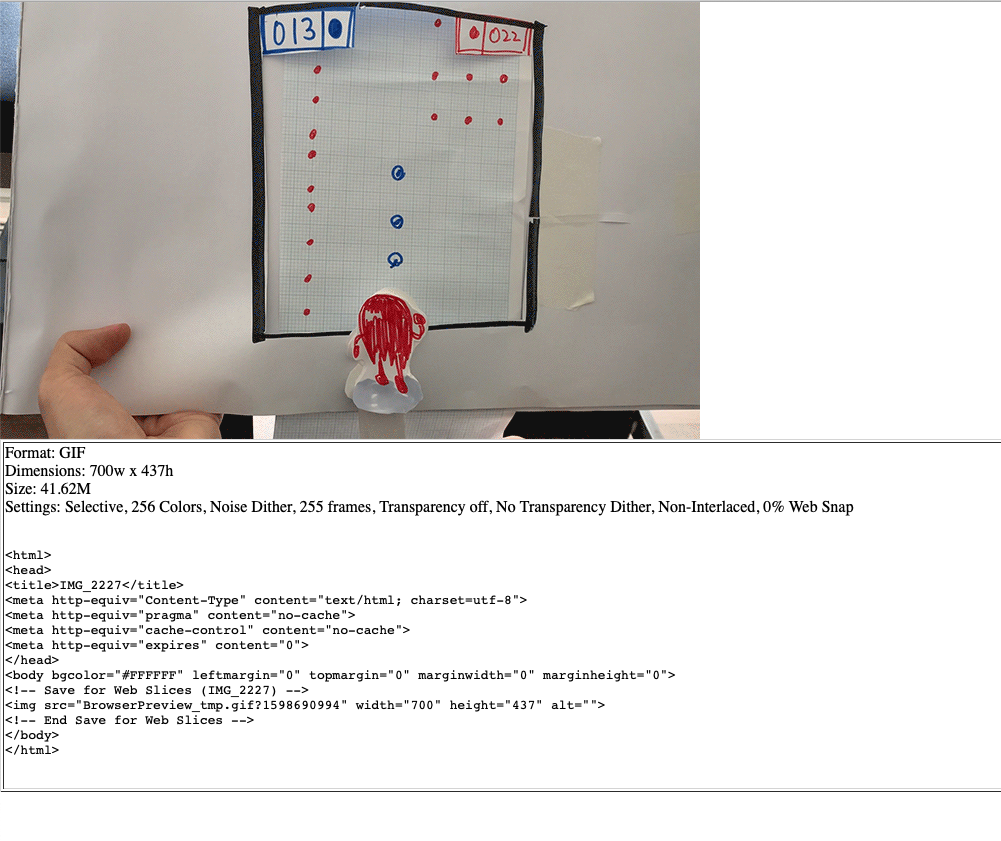 013
022
Format: GIF
Dimensions: 700w x 437h
Size: 41.62M
Settings: Selective, 256 Colors, Noise Dither, 255 frames, Transparency off, No Transparency Dither, Non-Interlaced, 0% Web Snap
<html>
<head>
<title>IMG_2227</title>
<meta http-equiv="Content-Type" content="text/html; charset=utf-8">
<meta http-equiv="pragma" content="no-cache">
<meta http-equiv="cache-control" content="no-cache">
<meta http-equiv="expires" content="0">
</head>
<body bgcolor="#FFFFFF" leftmargin="0" topmargin="0" marginwidth="0" marginheight="0">
<!-- Save for Web Slices (IMG_2227) -->
<img src="BrowserPreview_tmp.gif?1598690994" width="700" height="437" alt="">
<!-- End Save for Web Slices -->
</body>
</html>